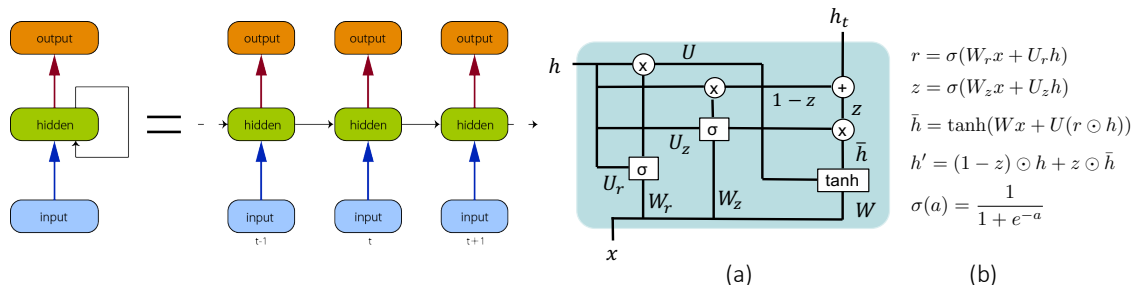 output
hidden
input
output output output
hidden hidden hidden
input input input
t-1 t t+1
h_t
h x U
x 1 − z + z
U_z σ x
h̄
U_r σ tanh
W_r W_z W
x
(a)
r = σ(W_r x + U_r h)
z = σ(W_z x + U_z h)
h̄ = tanh(Wx + U(r ⊙ h))
h′ = (1 − z) ⊙ h + z ⊙ h̄
σ(a) = 1 / (1 + e^{−a})
(b)